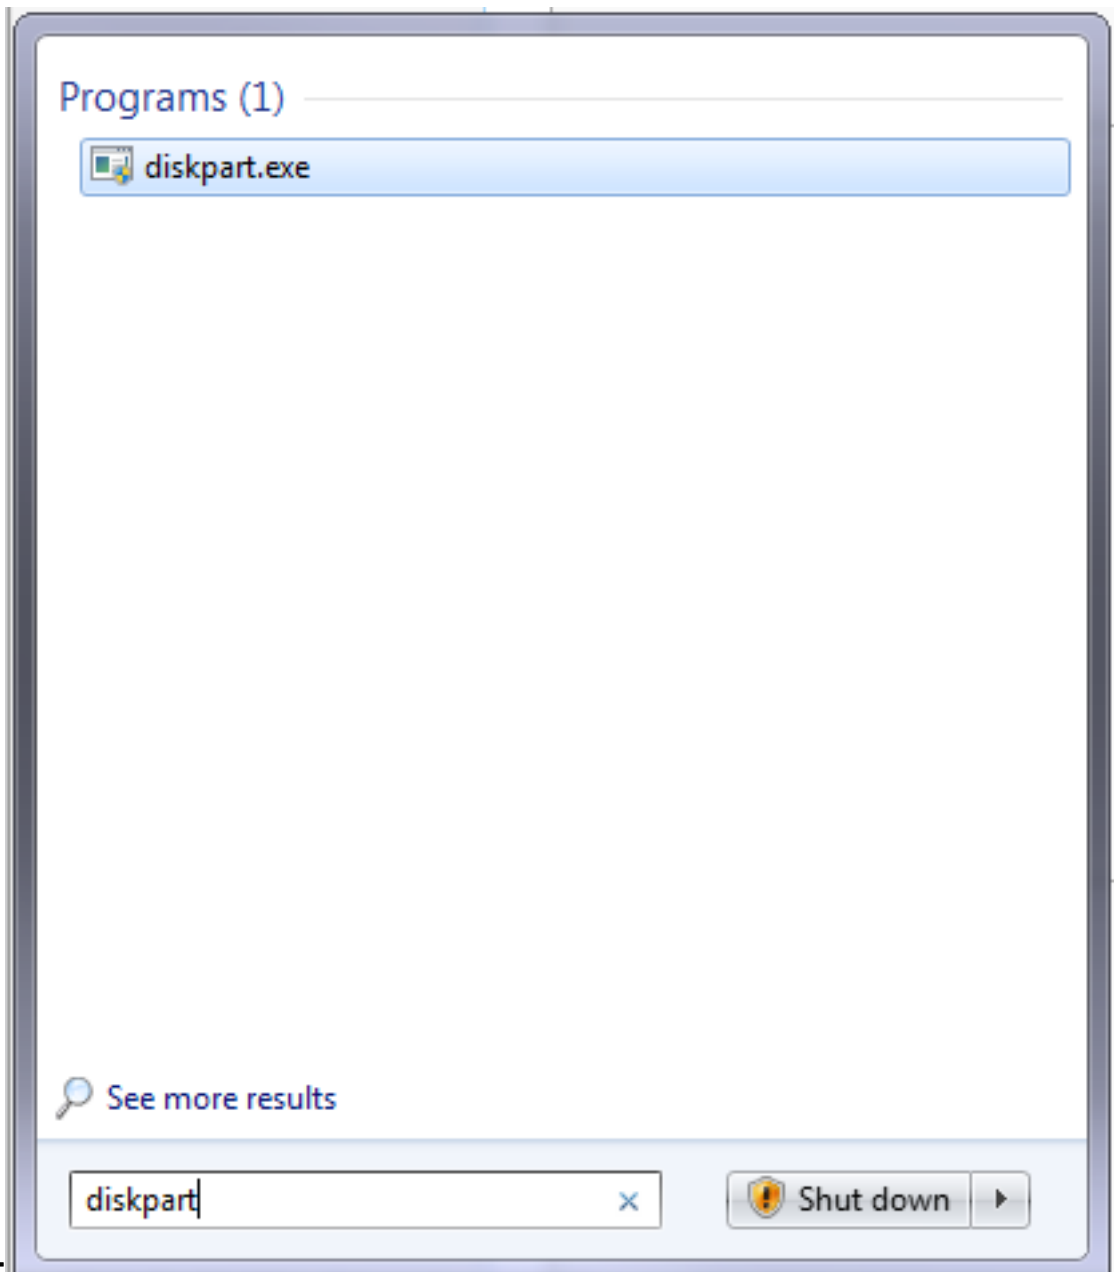 Programs (1)
diskpart.exe
See more results
diskpart
Shut down